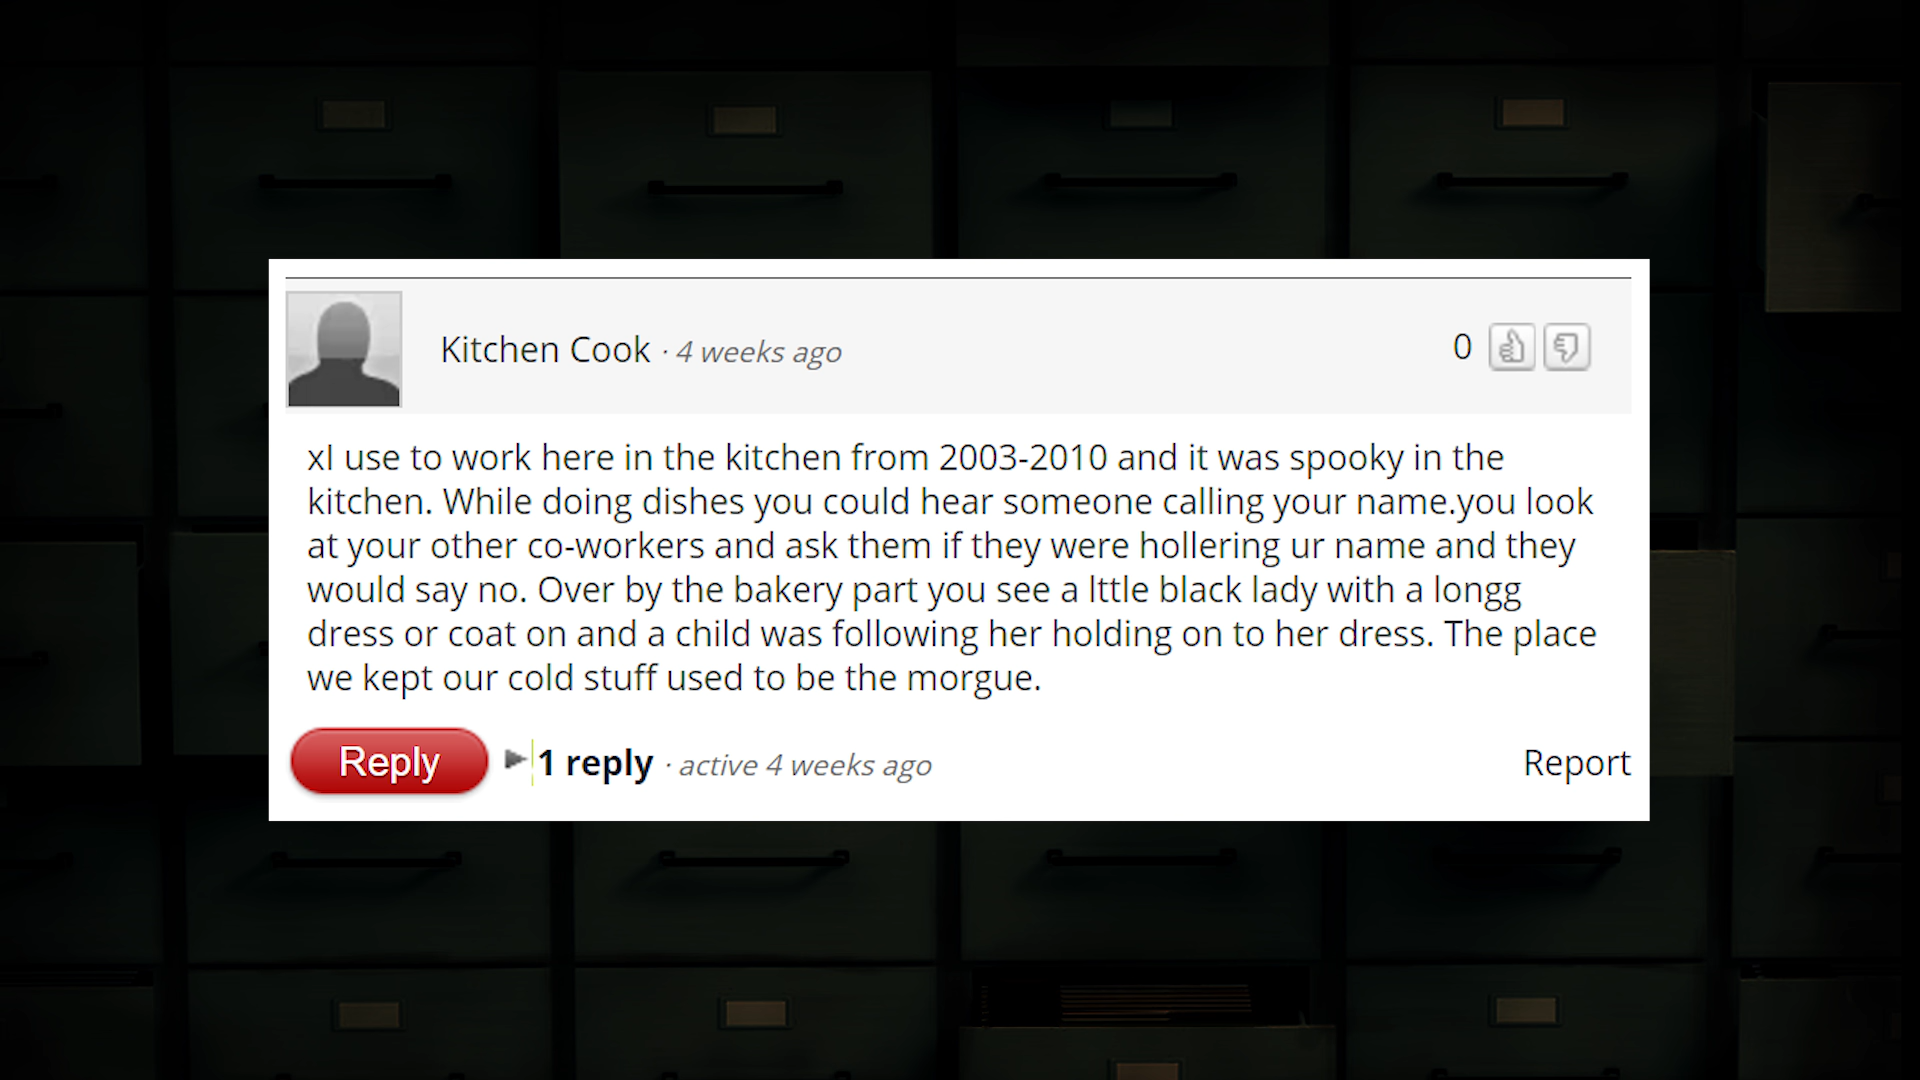 Kitchen Cook · 4 weeks ago
0
xI use to work here in the kitchen from 2003-2010 and it was spooky in the
kitchen. While doing dishes you could hear someone calling your name.you look
at your other co-workers and ask them if they were hollering ur name and they
would say no. Over by the bakery part you see a lttle black lady with a longg
dress or coat on and a child was following her holding on to her dress. The place
we kept our cold stuff used to be the morgue.
Reply 1 reply · active 4 weeks ago Report